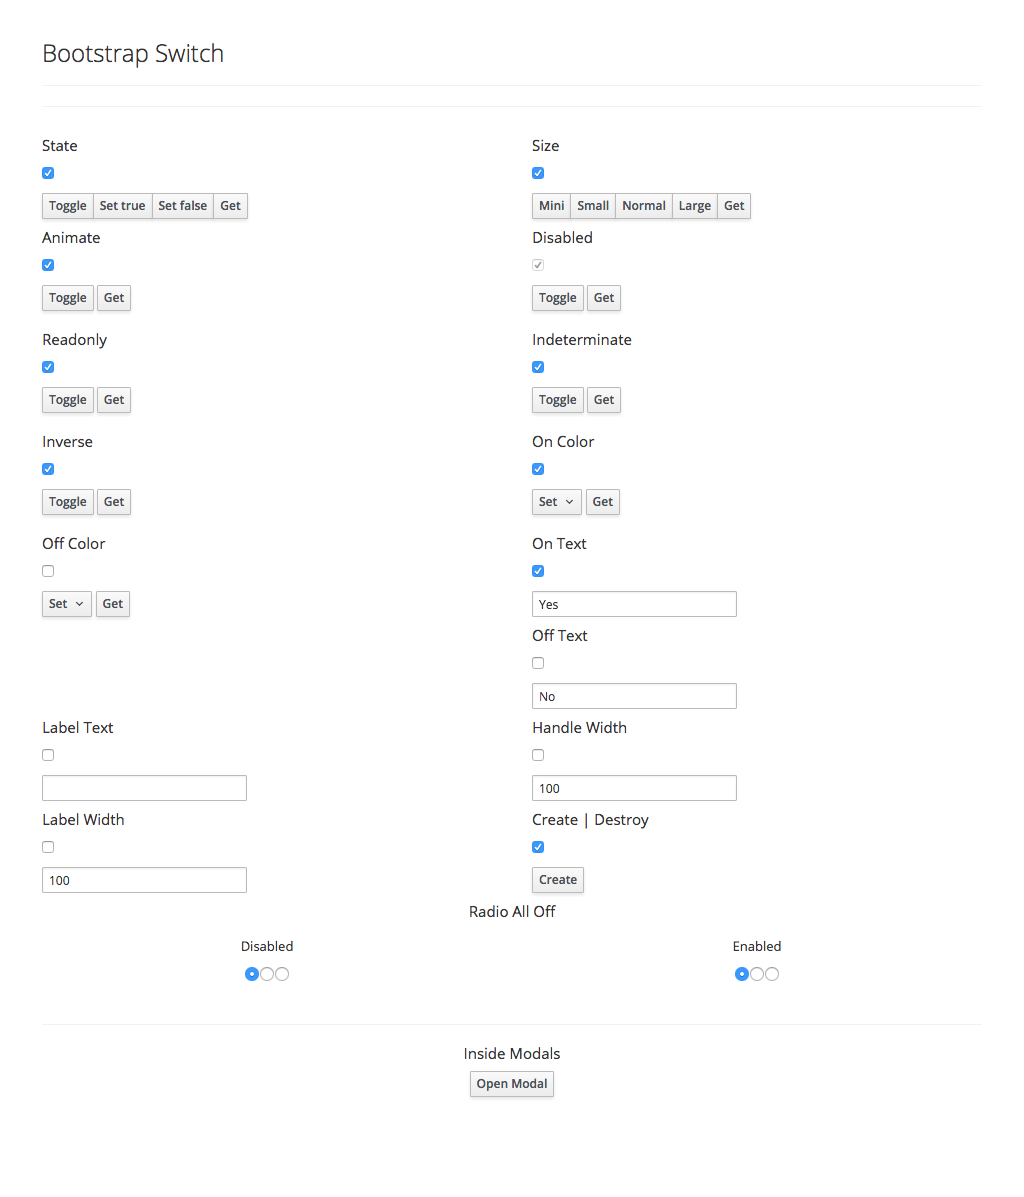 Bootstrap Switch
State
Size
Toggle Set true Set false Get
Mini Small Normal Large Get
Animate
Disabled
Toggle Get
Toggle Get
Readonly
Indeterminate
Toggle Get
Toggle Get
Inverse
On Color
Toggle Get
Set Get
Off Color
On Text
Set Get
Yes
Off Text
No
Label Text
Handle Width
100
Label Width
Create | Destroy
100
Create
Radio All Off
Disabled
Enabled
Inside Modals
Open Modal